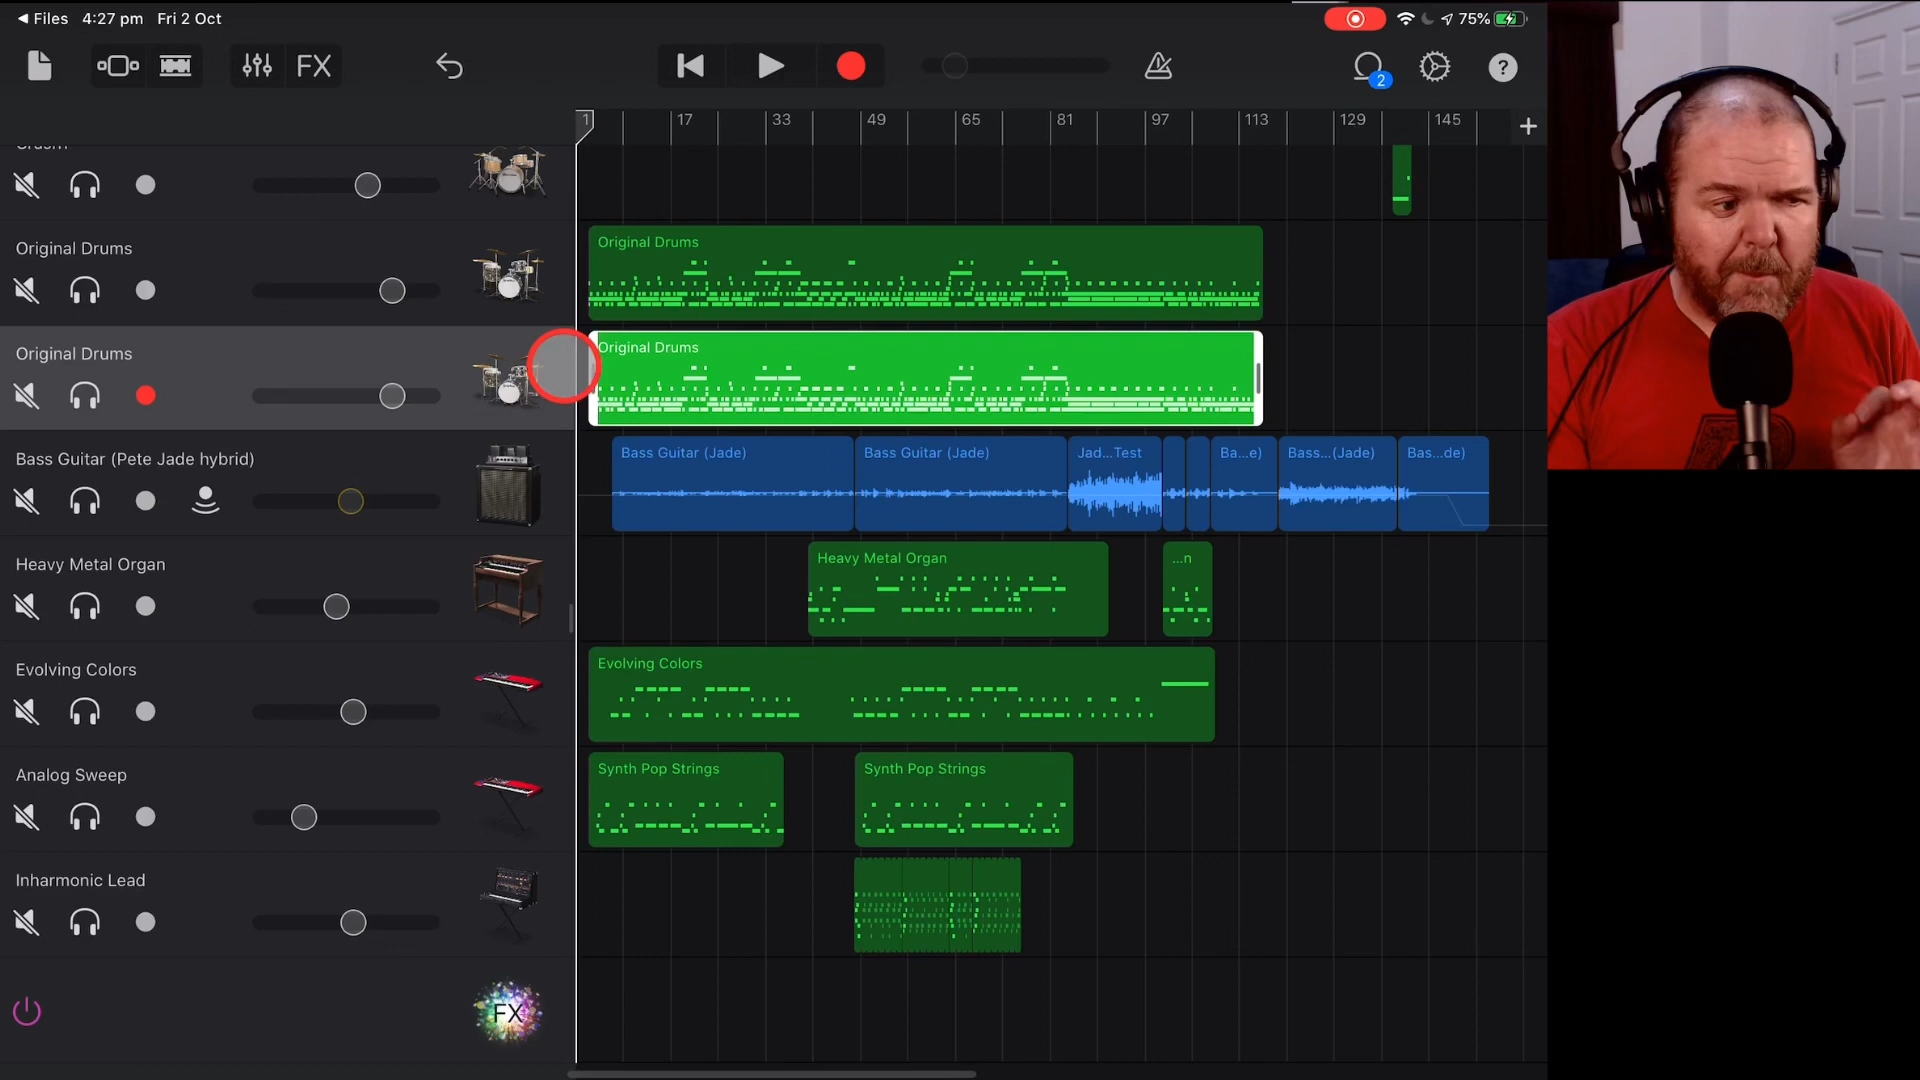 Files 4:27 pm Fri 2 Oct
75%
FX
2
?
1 17 33 49 65 81 97 113 129 145
Original Drums
Original Drums
Original Drums
Original Drums
Bass Guitar (Pete Jade hybrid)
Bass Guitar (Jade)
Bass Guitar (Jade)
Jad...Test
Ba...e)
Bass...(Jade)
Bas...de)
Heavy Metal Organ
Heavy Metal Organ
...n
Evolving Colors
Evolving Colors
Analog Sweep
Synth Pop Strings
Synth Pop Strings
Inharmonic Lead
FX